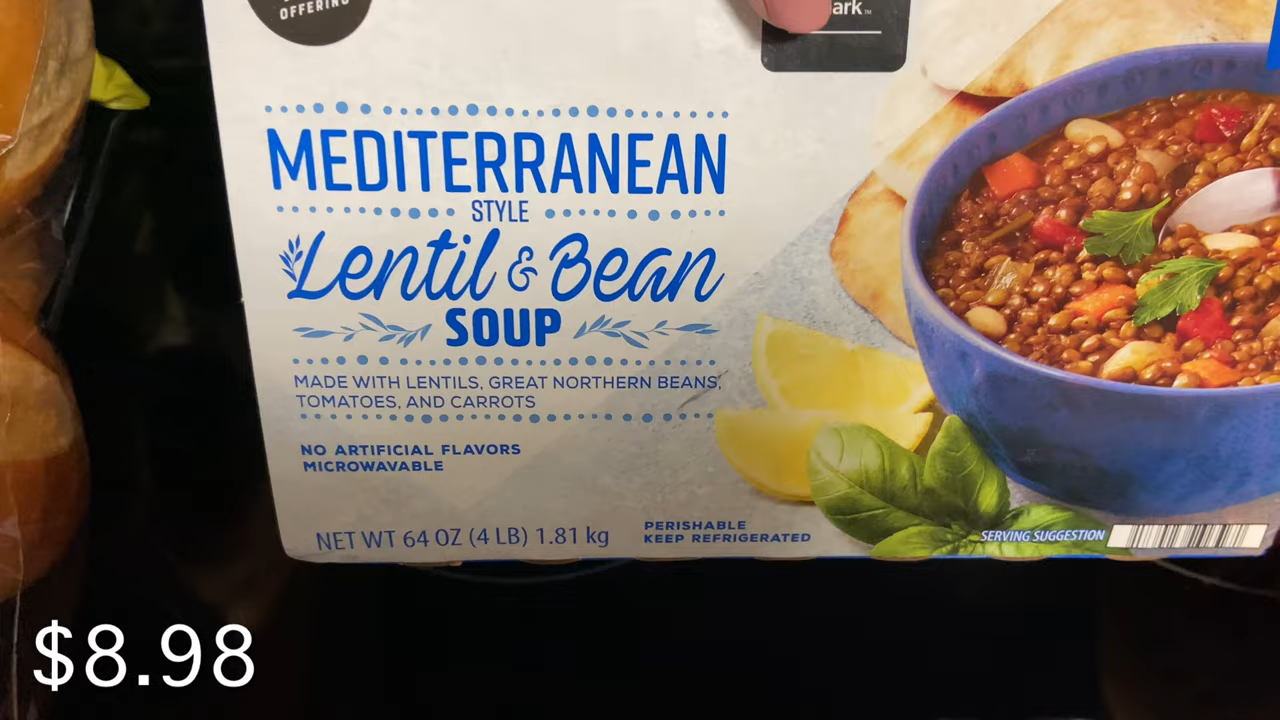 OFFERING
ark™
MEDITERRANEAN
STYLE
Lentil & Bean
SOUP
MADE WITH LENTILS, GREAT NORTHERN BEANS,
TOMATOES, AND CARROTS
NO ARTIFICIAL FLAVORS
MICROWAVABLE
NET WT 64 OZ (4 LB) 1.81 kg
PERISHABLE
KEEP REFRIGERATED
SERVING SUGGESTION
$8.98